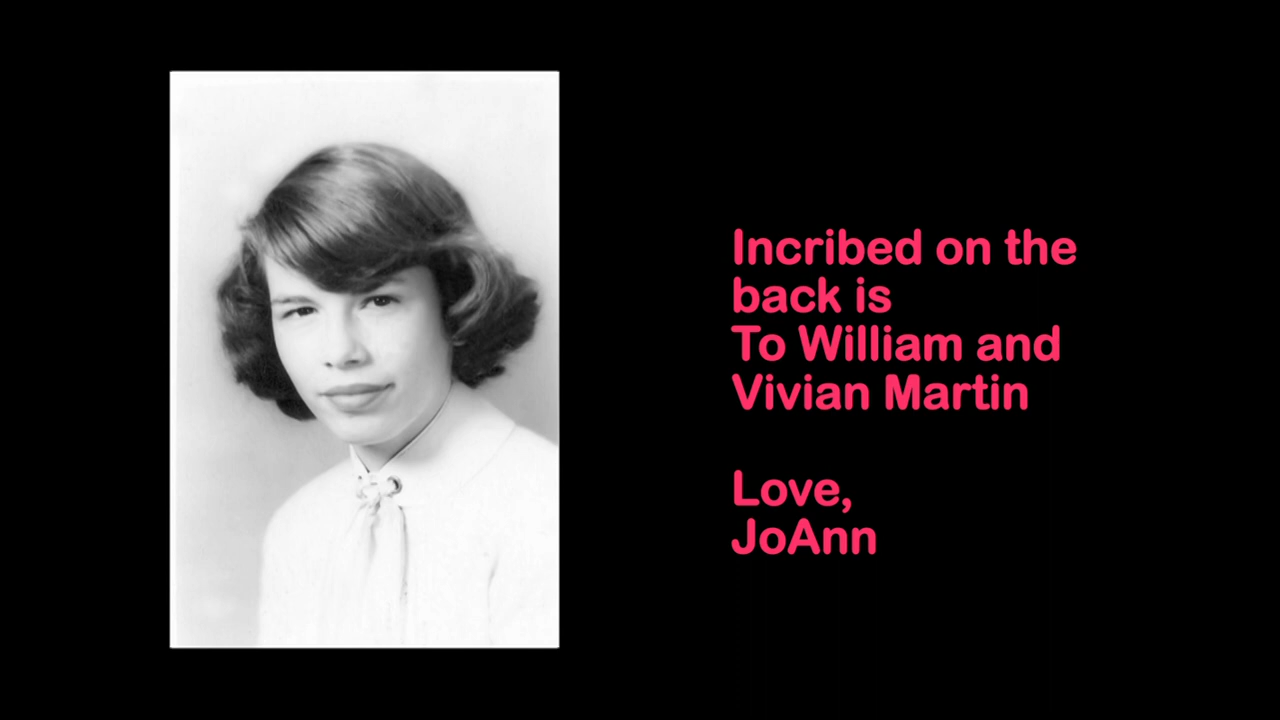 Incribed on the
back is
To William and
Vivian Martin
Love,
JoAnn